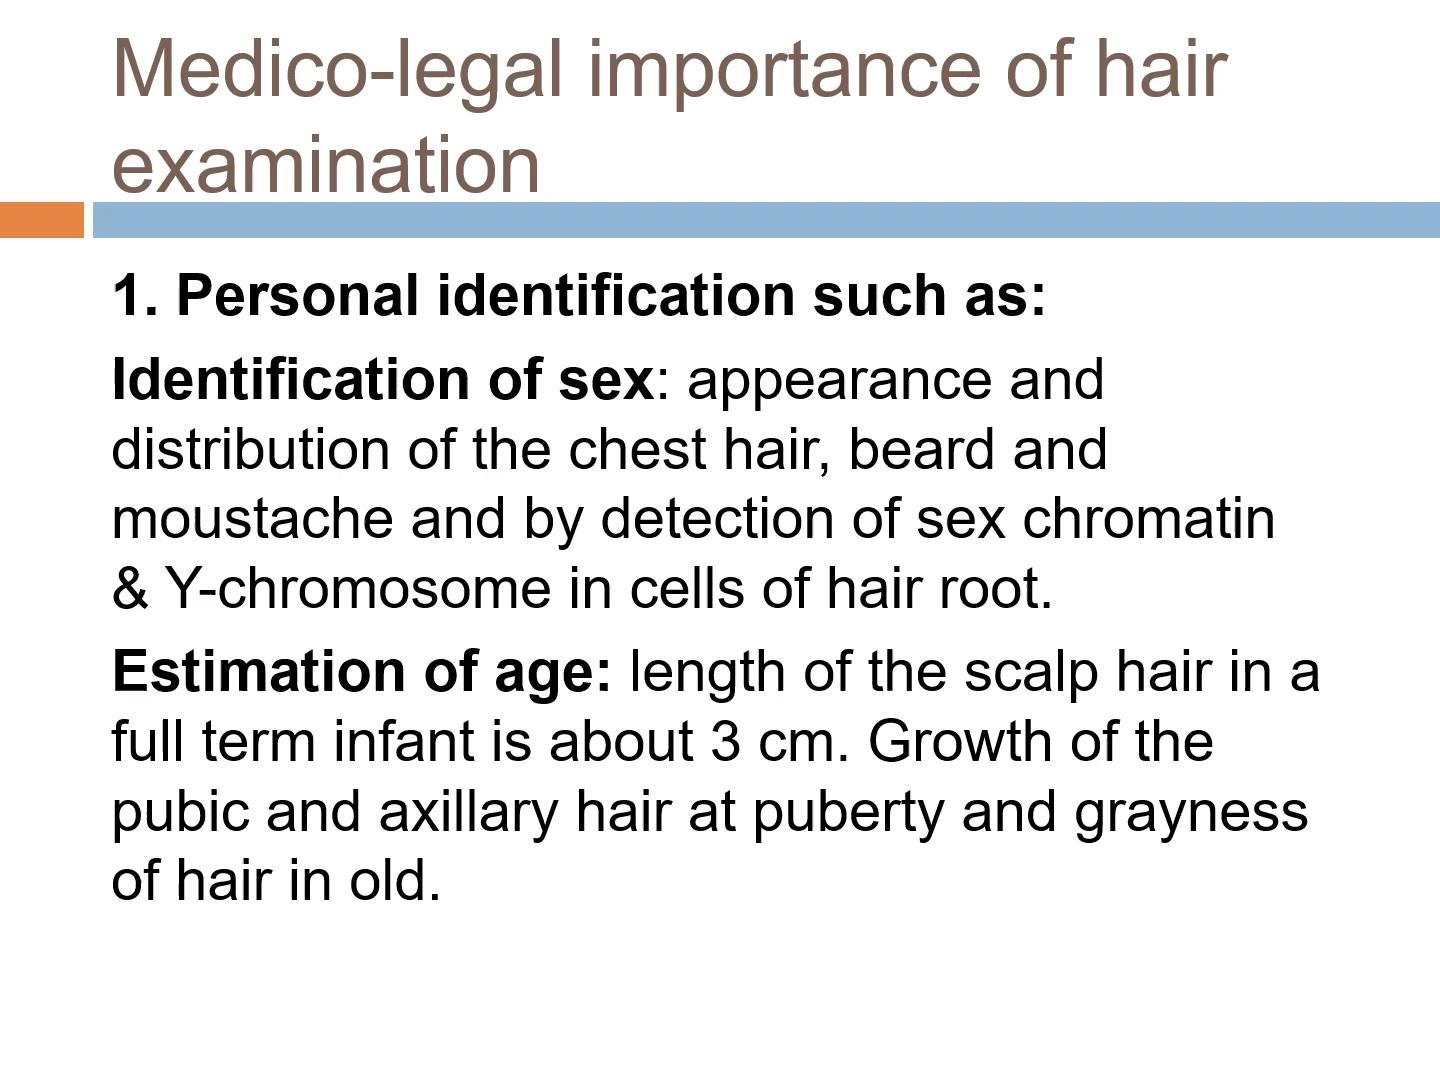 Medico-legal importance of hair
examination
1. Personal identification such as:
Identification of sex: appearance and
distribution of the chest hair, beard and
moustache and by detection of sex chromatin
& Y-chromosome in cells of hair root.
Estimation of age: length of the scalp hair in a
full term infant is about 3 cm. Growth of the
pubic and axillary hair at puberty and grayness
of hair in old.